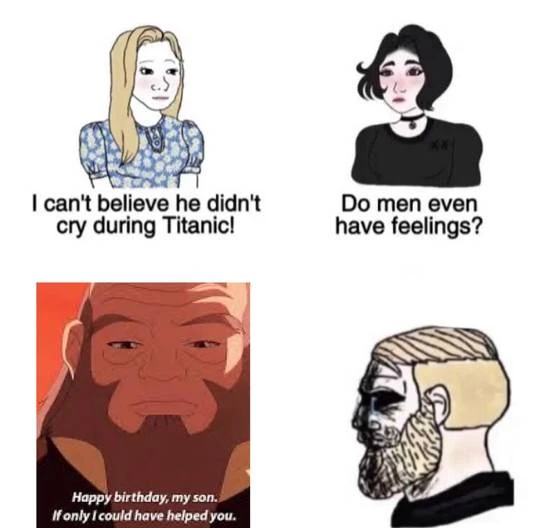 I can't believe he didn't
cry during Titanic!
Do men even
have feelings?
Happy birthday, my son.
If only I could have helped you.